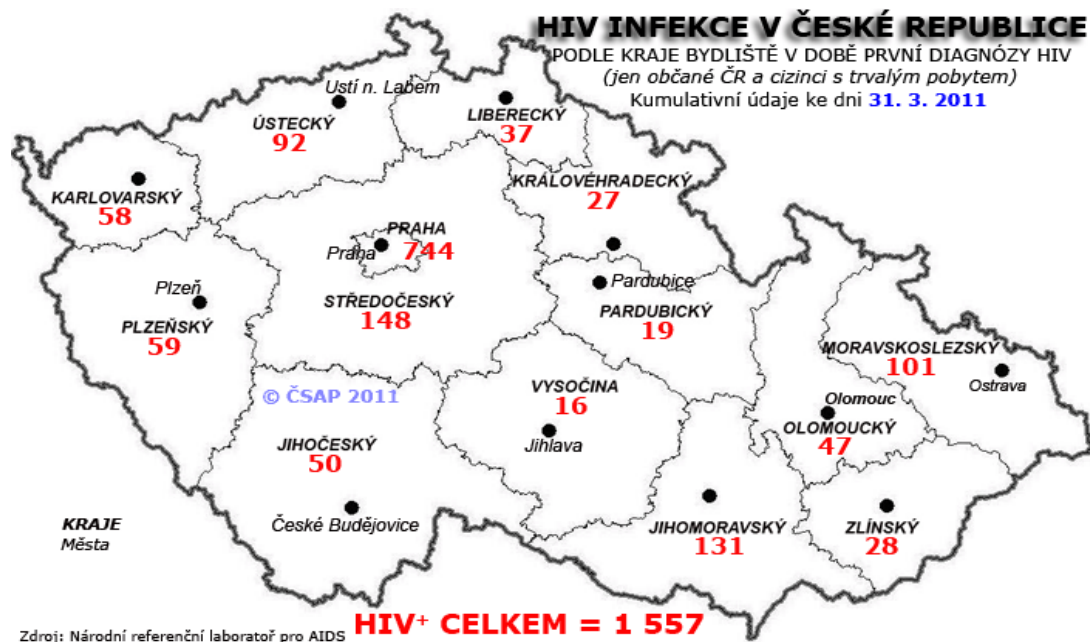 HIV INFEKCE V ČESKÉ REPUBLICE
PODLE KRAJE BYDLIŠTĚ V DOBĚ PRVNÍ DIAGNÓZY HIV
(jen občané ČR a cizinci s trvalým pobytem)
Kumulativní údaje ke dni 31. 3. 2011
Ústí n. Labem
ÚSTECKÝ
92
LIBERECKÝ
37
KARLOVARSKÝ
58
KRÁLOVÉHRADECKÝ
27
PRAHA
Praha
744
Plzeň
PLZEŇSKÝ
59
STŘEDOČESKÝ
148
Pardubice
PARDUBICKÝ
19
MORAVSKOSLEZSKÝ
101
Ostrava
© ČSAP 2011
VYSOČINA
16
Jihlava
Olomouc
OLOMOUCKÝ
47
JIHOČESKÝ
50
České Budějovice
JIHOMORAVSKÝ
131
ZLÍNSKÝ
28
KRAJE
Města
Zdroj: Národní referenční laboratoř pro AIDS
HIV⁺ CELKEM = 1 557